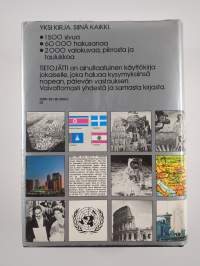 YKSI KIRJA. SIINÄ KAIKKI.
• 1500 sivua
• 60 000 hakusanaa
• 2 000 valokuvaa, piirrosta ja
taulukkoa
TIETOJÄTTI on ainutlaatuinen käyttökirja
jokaiselle, joka haluaa kysymyksiinsä
nopean, pätevän vastauksen.
Vaivattomasti yhdestä ja samasta kirjasta.